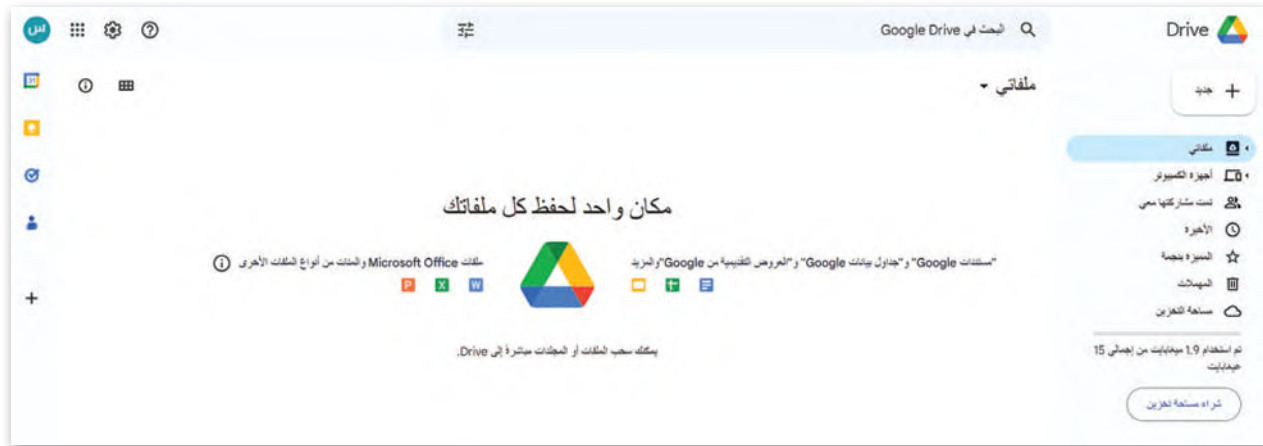 Drive
البحث في Google Drive
س
جديد
ملفاتي
أجهزة الكمبيوتر
تمت مشاركتها معي
الأخيرة
المميزة بنجمة
المهملات
مساحة التخزين
تم استخدام 1.9 ميغابايت من إجمالي 15
غيغابايت
شراء مساحة تخزين
ملفاتي
مكان واحد لحفظ كل ملفاتك
"مستندات Google" و"جداول بيانات Google" و"العروض التقديمية من Google" والمزيد
ملفات Microsoft Office والمئات من أنواع الملفات الأخرى
W X P
يمكنك سحب الملفات أو المجلدات مباشرةً إلى Drive.
31